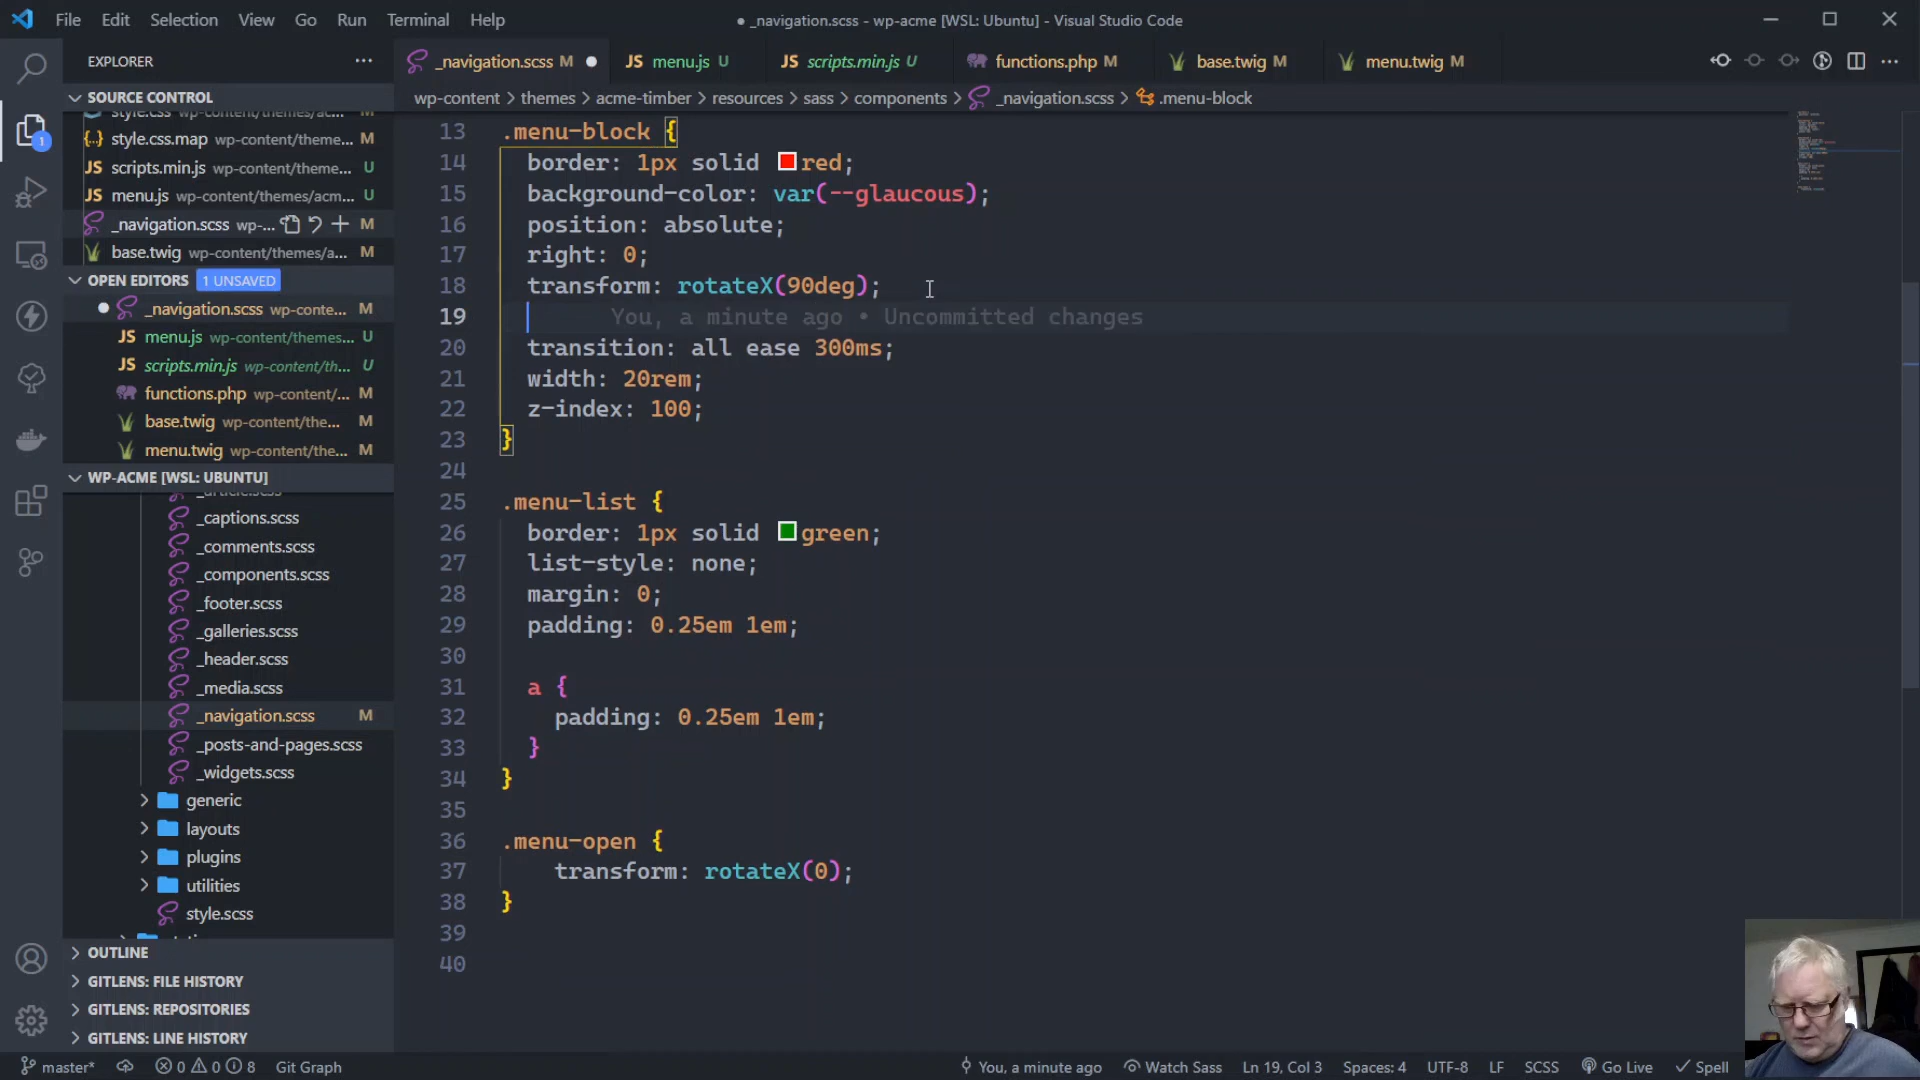 File Edit Selection View Go Run Terminal Help
● _navigation.scss - wp-acme [WSL: Ubuntu] - Visual Studio Code
EXPLORER
SOURCE CONTROL
style.css wp-content/themes/ac... M
style.css.map wp-content/theme... M
JS scripts.min.js wp-content/theme... U
JS menu.js wp-content/themes/acm... U
_navigation.scss wp-... M
base.twig wp-content/themes/a... M
OPEN EDITORS 1 UNSAVED
_navigation.scss wp-conte... M
JS menu.js wp-content/themes... U
JS scripts.min.js wp-content/th... U
functions.php wp-content/... M
base.twig wp-content/the... M
menu.twig wp-content/the... M
WP-ACME [WSL: UBUNTU]
_article.scss
_captions.scss
_comments.scss
_components.scss
_footer.scss
_galleries.scss
_header.scss
_media.scss
_navigation.scss M
_posts-and-pages.scss
_widgets.scss
generic
layouts
plugins
utilities
style.scss
OUTLINE
GITLENS: FILE HISTORY
GITLENS: REPOSITORIES
GITLENS: LINE HISTORY
_navigation.scss M JS menu.js U JS scripts.min.js U functions.php M base.twig M menu.twig M
wp-content > themes > acme-timber > resources > sass > components > _navigation.scss > .menu-block
13 .menu-block {
14 border: 1px solid red;
15 background-color: var(--glaucous);
16 position: absolute;
17 right: 0;
18 transform: rotateX(90deg);
19 You, a minute ago • Uncommitted changes
20 transition: all ease 300ms;
21 width: 20rem;
22 z-index: 100;
23 }
24
25 .menu-list {
26 border: 1px solid green;
27 list-style: none;
28 margin: 0;
29 padding: 0.25em 1em;
30
31 a {
32 padding: 0.25em 1em;
33 }
34 }
35
36 .menu-open {
37 transform: rotateX(0);
38 }
39
40
1
master* 0 0 8 Git Graph You, a minute ago Watch Sass Ln 19, Col 3 Spaces: 4 UTF-8 LF SCSS Go Live Spell